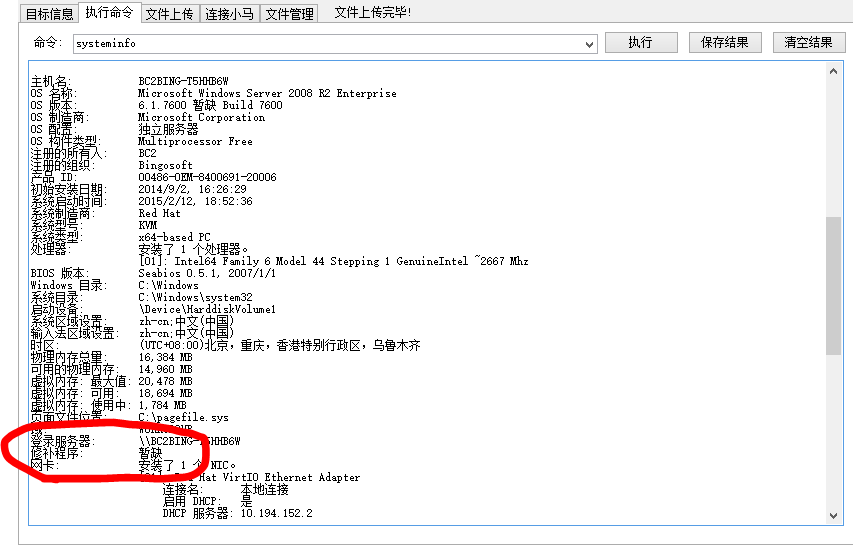 目标信息 执行命令 文件上传 连接小马 文件管理 文件上传完毕!
命令: systeminfo 执行 保存结果 清空结果
主机名: BC2BING-T5HHB6W
OS 名称: Microsoft Windows Server 2008 R2 Enterprise
OS 版本: 6.1.7600 暂缺 Build 7600
OS 制造商: Microsoft Corporation
OS 配置: 独立服务器
OS 构件类型: Multiprocessor Free
注册的所有人: BC2
注册的组织: Bingosoft
产品 ID: 00486-OEM-8400691-20006
初始安装日期: 2014/9/2, 16:26:29
系统启动时间: 2015/2/12, 18:52:36
系统制造商: Red Hat
系统型号: KVM
系统类型: x64-based PC
处理器: 安装了 1 个处理器。
[01]: Intel64 Family 6 Model 44 Stepping 1 GenuineIntel ~2667 Mhz
BIOS 版本: Seabios 0.5.1, 2007/1/1
Windows 目录: C:\Windows
系统目录: C:\Windows\system32
启动设备: \Device\HarddiskVolume1
系统区域设置: zh-cn;中文(中国)
输入法区域设置: zh-cn;中文(中国)
时区: (UTC+08:00)北京，重庆，香港特别行政区，乌鲁木齐
物理内存总量: 16,384 MB
可用的物理内存: 14,960 MB
虚拟内存: 最大值: 20,478 MB
虚拟内存: 可用: 18,694 MB
虚拟内存: 使用中: 1,784 MB
页面文件位置: C:\pagefile.sys
域:
登录服务器: \\BC2BING-T5HHB6W
修补程序: 暂缺
网卡: 安装了 1 个 NIC。
Hat VirtIO Ethernet Adapter
连接名: 本地连接
启用 DHCP: 是
DHCP 服务器: 10.194.152.2